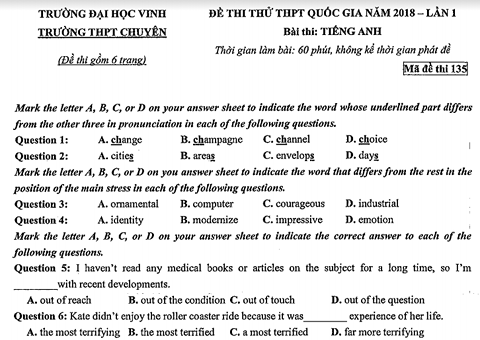 TRƯỜNG ĐẠI HỌC VINH
TRƯỜNG THPT CHUYÊN
(Đề thi gồm 6 trang)
ĐỀ THI THỬ THPT QUỐC GIA NĂM 2018 – LẦN 1
Bài thi: TIẾNG ANH
Thời gian làm bài: 60 phút, không kể thời gian phát đề
Mã đề thi 135
Mark the letter A, B, C, or D on your answer sheet to indicate the word whose underlined part differs
from the other three in pronunciation in each of the following questions.
Question 1: A. change B. champagne C. channel D. choice
Question 2: A. cities B. areas C. envelops D. days
Mark the letter A, B, C, or D on you answer sheet to indicate the word that differs from the rest in the
position of the main stress in each of the following questions.
Question 3: A. ornamental B. computer C. courageous D. industrial
Question 4: A. identity B. modernize C. impressive D. emotion
Mark the letter A, B, C, or D on your answer sheet to indicate the correct answer to each of the
following questions.
Question 5: I haven't read any medical books or articles on the subject for a long time, so I'm
________with recent developments.
A. out of reach B. out of the condition C. out of touch D. out of the question
Question 6: Kate didn't enjoy the roller coaster ride because it was________ experience of her life.
A. the most terrifying B. the most terrified C. a most terrified D. far more terrifying